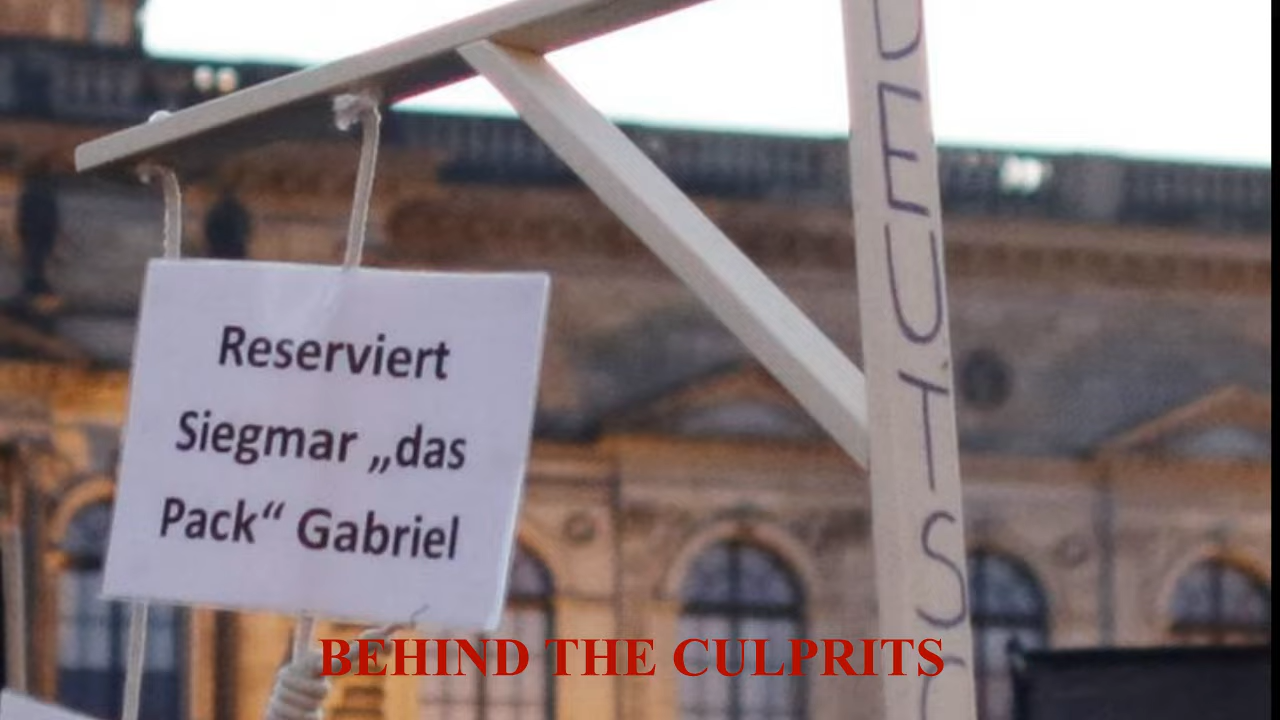 Reserviert
Siegmar „das
Pack“ Gabriel
DEUTS
BEHIND THE CULPRITS